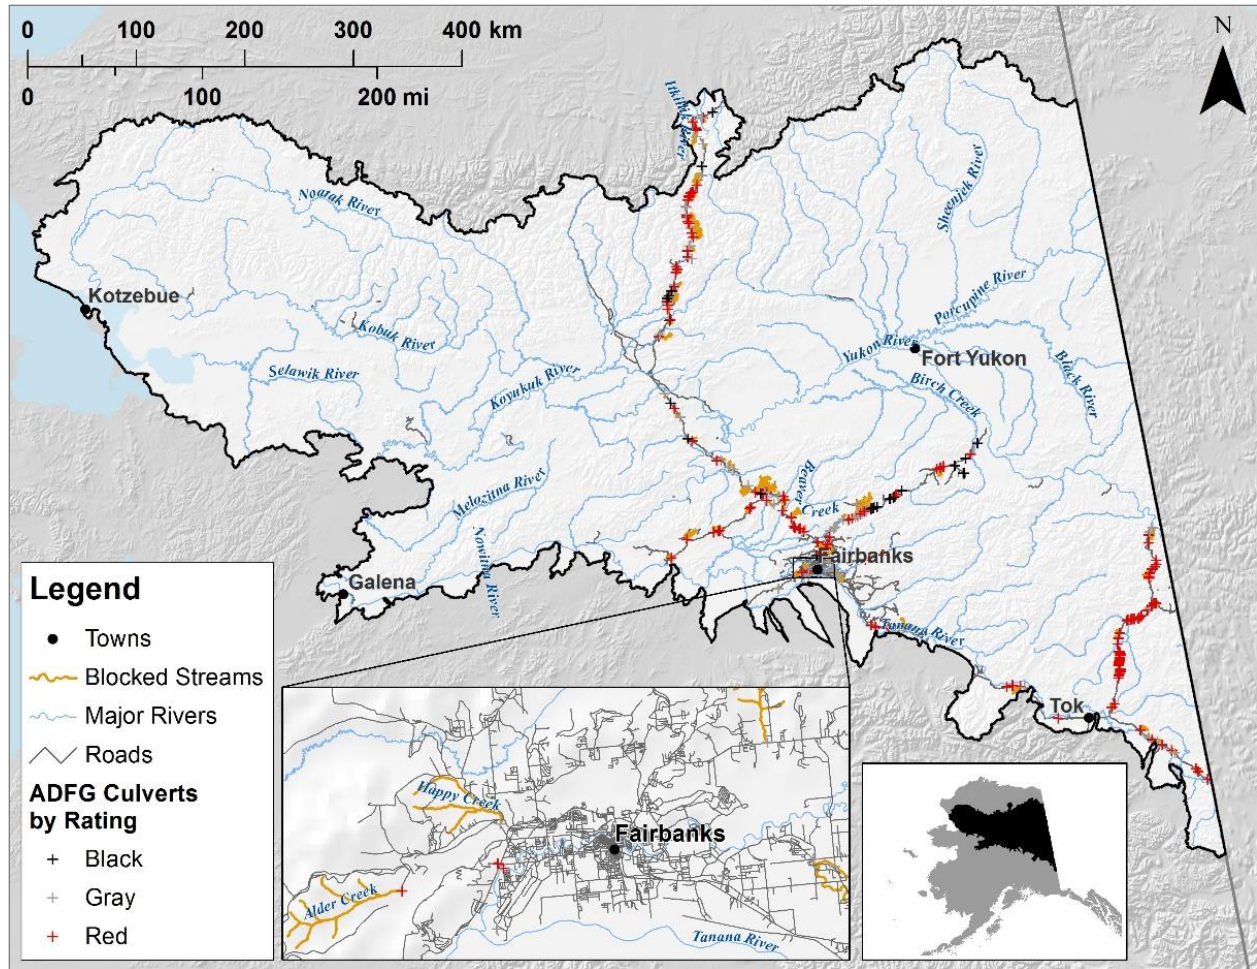 0 100 200 300 400 km
0 100 200 mi
N
Itkillik River
Noatak River
Sheenjek River
Kotzebue
Porcupine River
Kobuk River
Yukon River
Fort Yukon
Selawik River
Koyukuk River
Black River
Birch Creek
Melozitna River
Beaver
Creek
Nowitna River
Fairbanks
Galena
Tanana River
Tok
Legend
Towns
Blocked Streams
Major Rivers
Roads
ADFG Culverts
by Rating
Black
Gray
Red
Happy Creek
Fairbanks
Alder Creek
Tanana River